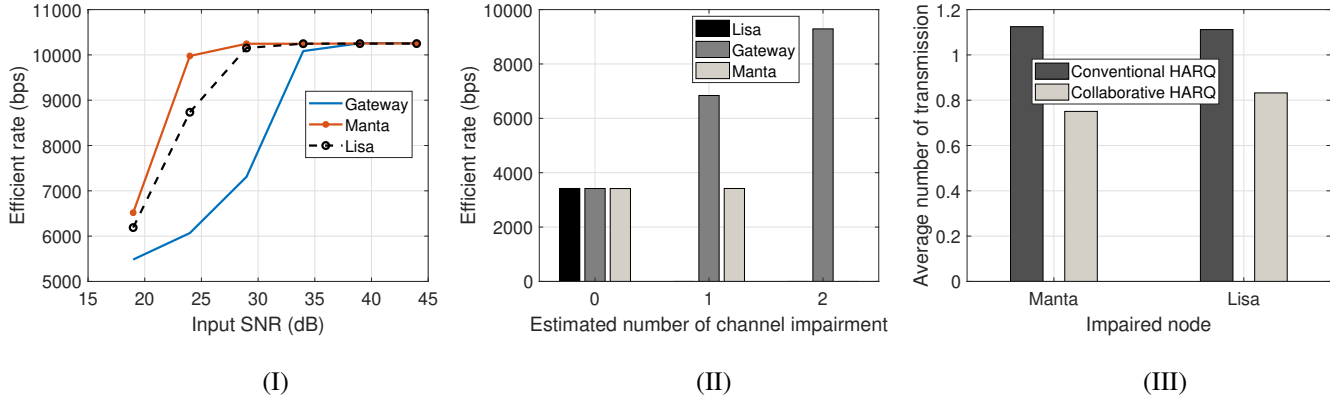 11000
10000
9000
8000
7000
6000
5000
Efficient rate (bps)
15 20 25 30 35 40 45
Input SNR (dB)
Gateway
Manta
Lisa
(I)
10000
8000
6000
4000
2000
0
Efficient rate (bps)
0 1 2
Estimated number of channel impairment
Lisa
Gateway
Manta
(II)
1.2
1
0.8
0.6
0.4
0.2
0
Average number of transmission
Manta Lisa
Impaired node
Conventional HARQ
Collaborative HARQ
(III)